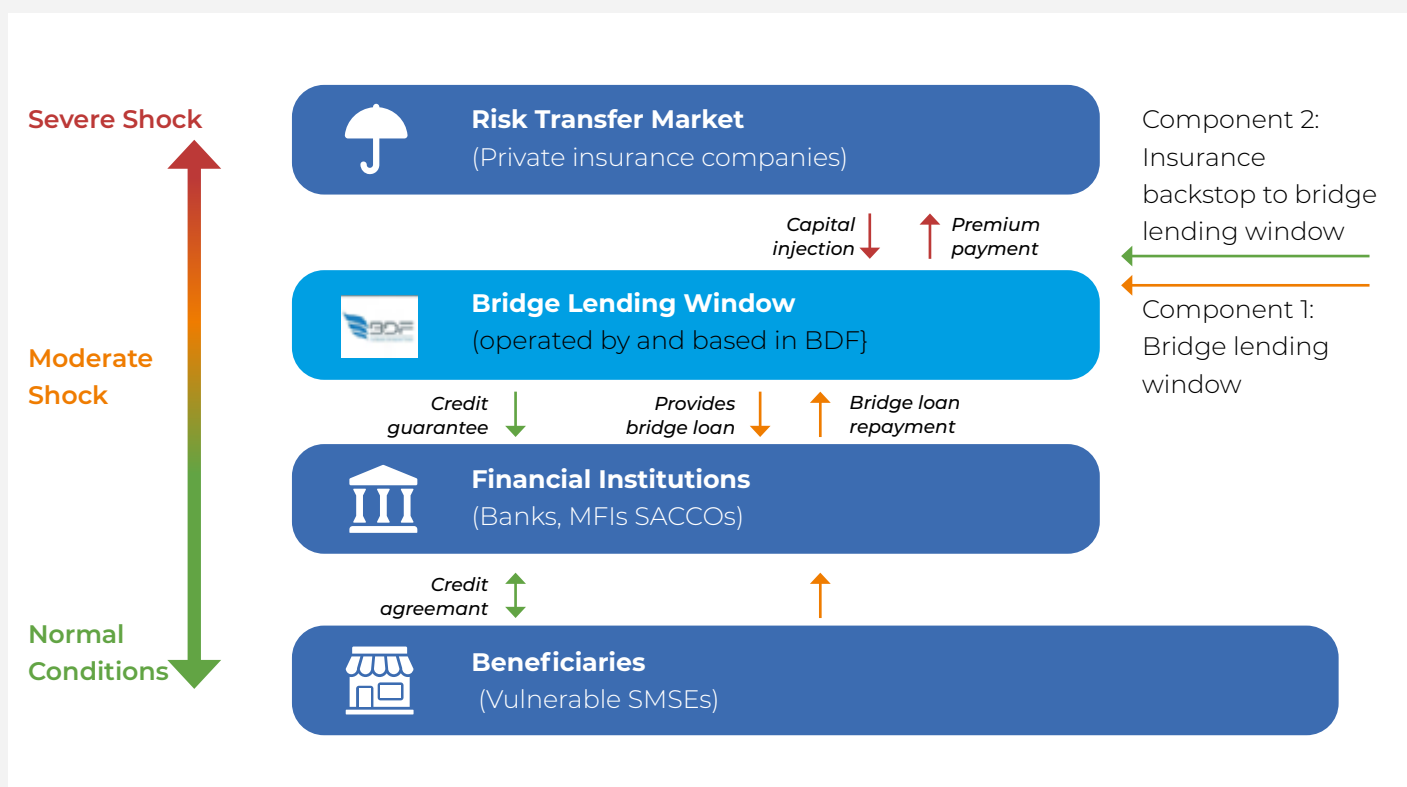 Severe Shock
Risk Transfer Market
(Private insurance companies)
Component 2:
Insurance
backstop to bridge
lending window
Capital
injection
Premium
payment
Bridge Lending Window
(operated by and based in BDF}
BDF
Component 1:
Bridge lending
window
Moderate
Shock
Credit
guarantee
Provides
bridge loan
Bridge loan
repayment
Financial Institutions
(Banks, MFIs SACCOs)
Credit
agreemant
Normal
Conditions
Beneficiaries
(Vulnerable SMSEs)